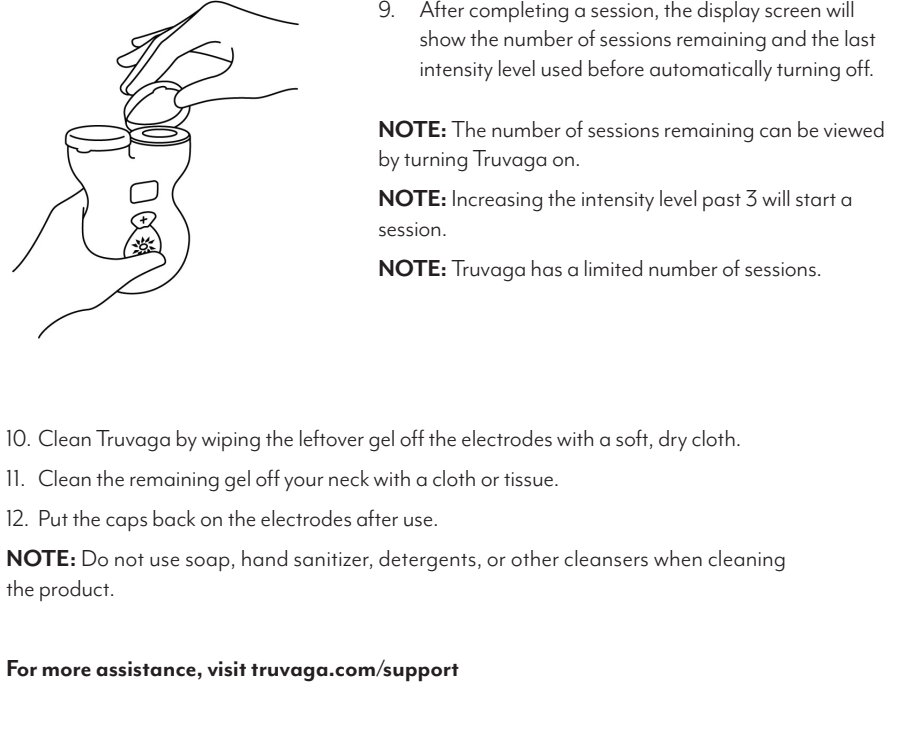 9. After completing a session, the display screen will
show the number of sessions remaining and the last
intensity level used before automatically turning off.
NOTE: The number of sessions remaining can be viewed
by turning Truvaga on.
NOTE: Increasing the intensity level past 3 will start a
session.
NOTE: Truvaga has a limited number of sessions.
10. Clean Truvaga by wiping the leftover gel off the electrodes with a soft, dry cloth.
11. Clean the remaining gel off your neck with a cloth or tissue.
12. Put the caps back on the electrodes after use.
NOTE: Do not use soap, hand sanitizer, detergents, or other cleansers when cleaning
the product.
For more assistance, visit truvaga.com/support